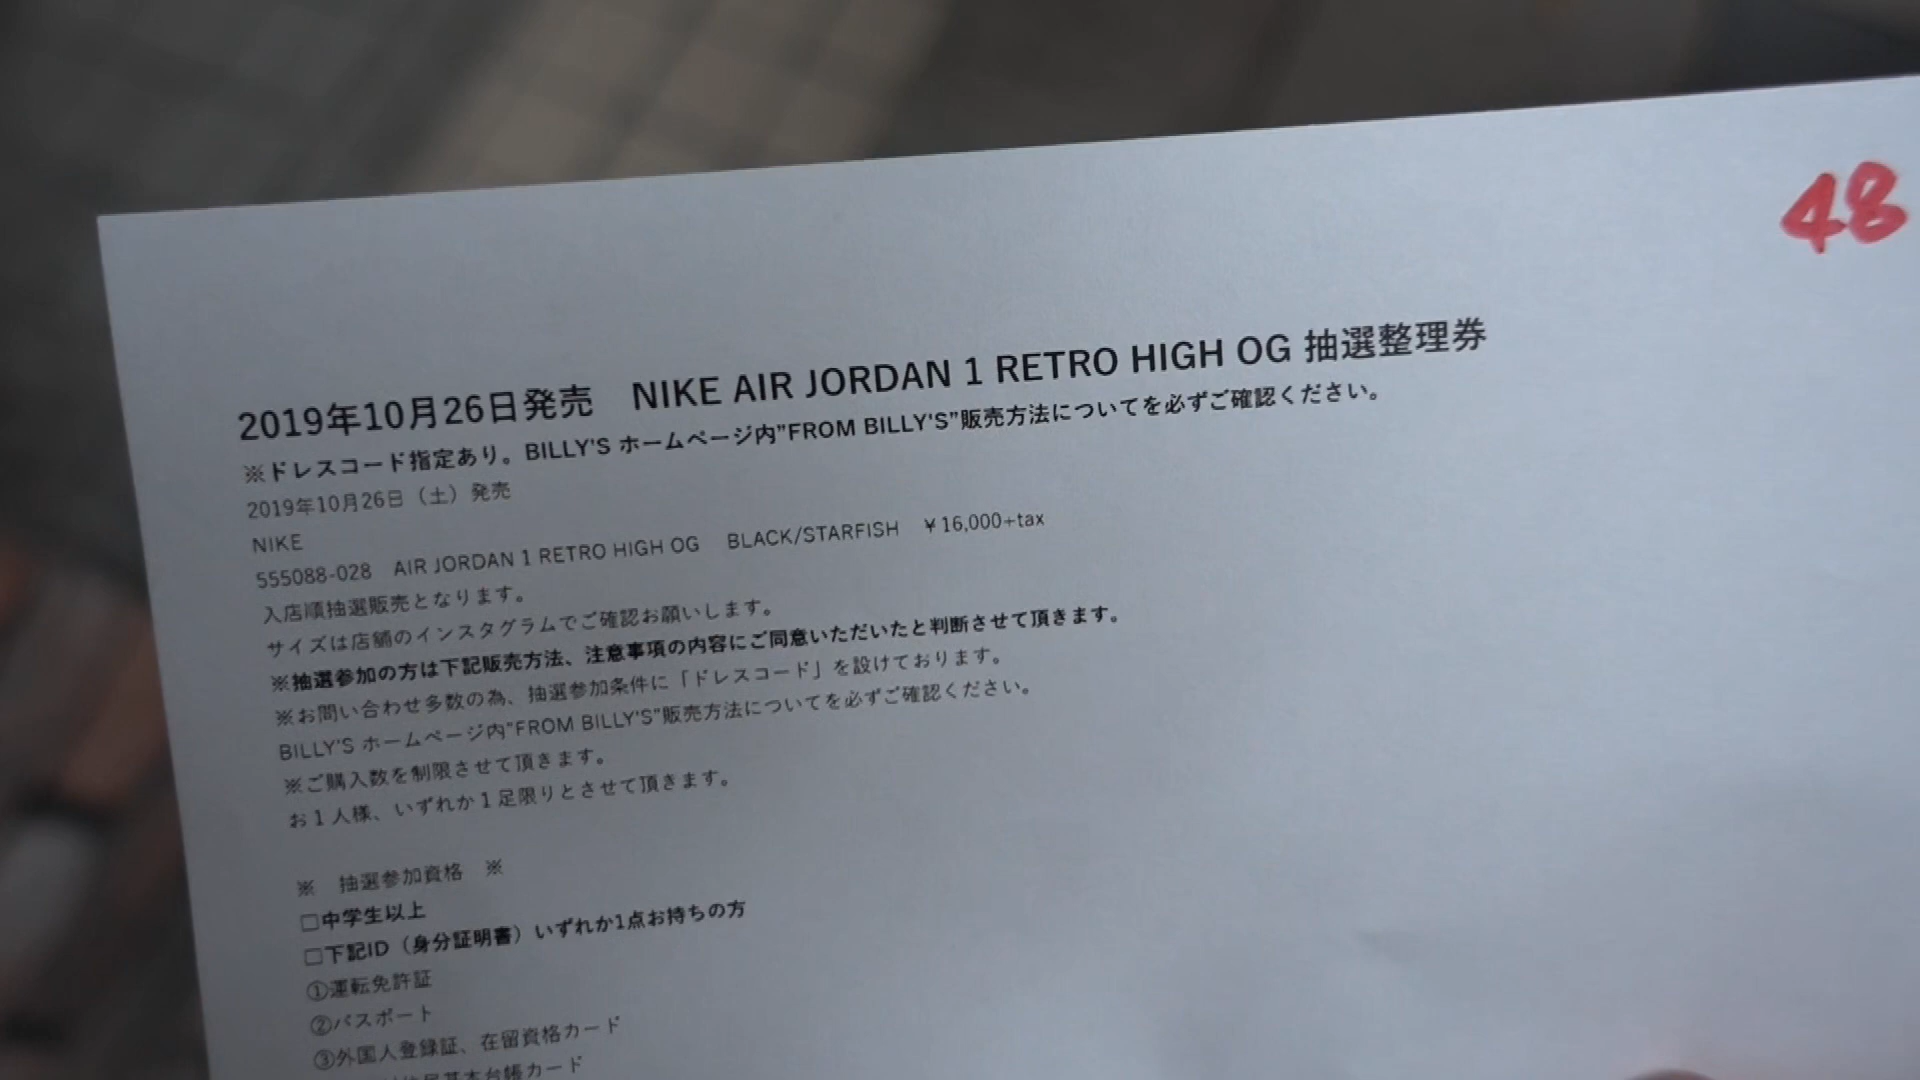 48
2019年10月26日発売　NIKE AIR JORDAN 1 RETRO HIGH OG 抽選整理券
※ドレスコード指定あり。BILLY'S ホームページ内"FROM BILLY'S"販売方法についてを必ずご確認ください。
2019年10月26日（土）発売
NIKE
555088-028　AIR JORDAN 1 RETRO HIGH OG　BLACK/STARFISH　￥16,000+tax
入店順抽選販売となります。
サイズは店舗のインスタグラムでご確認お願いします。
※抽選参加の方は下記販売方法、注意事項の内容にご同意いただいたと判断させて頂きます。
※お問い合わせ多数の為、抽選参加条件に「ドレスコード」を設けております。
BILLY'S ホームページ内"FROM BILLY'S"販売方法についてを必ずご確認ください。
※ご購入数を制限させて頂きます。
お1人様、いずれか1足限りとさせて頂きます。
※　抽選参加資格　※
□中学生以上
□下記ID（身分証明書）いずれか1点お持ちの方
①運転免許証
②パスポート
③外国人登録証、在留資格カード
基本台帳カード